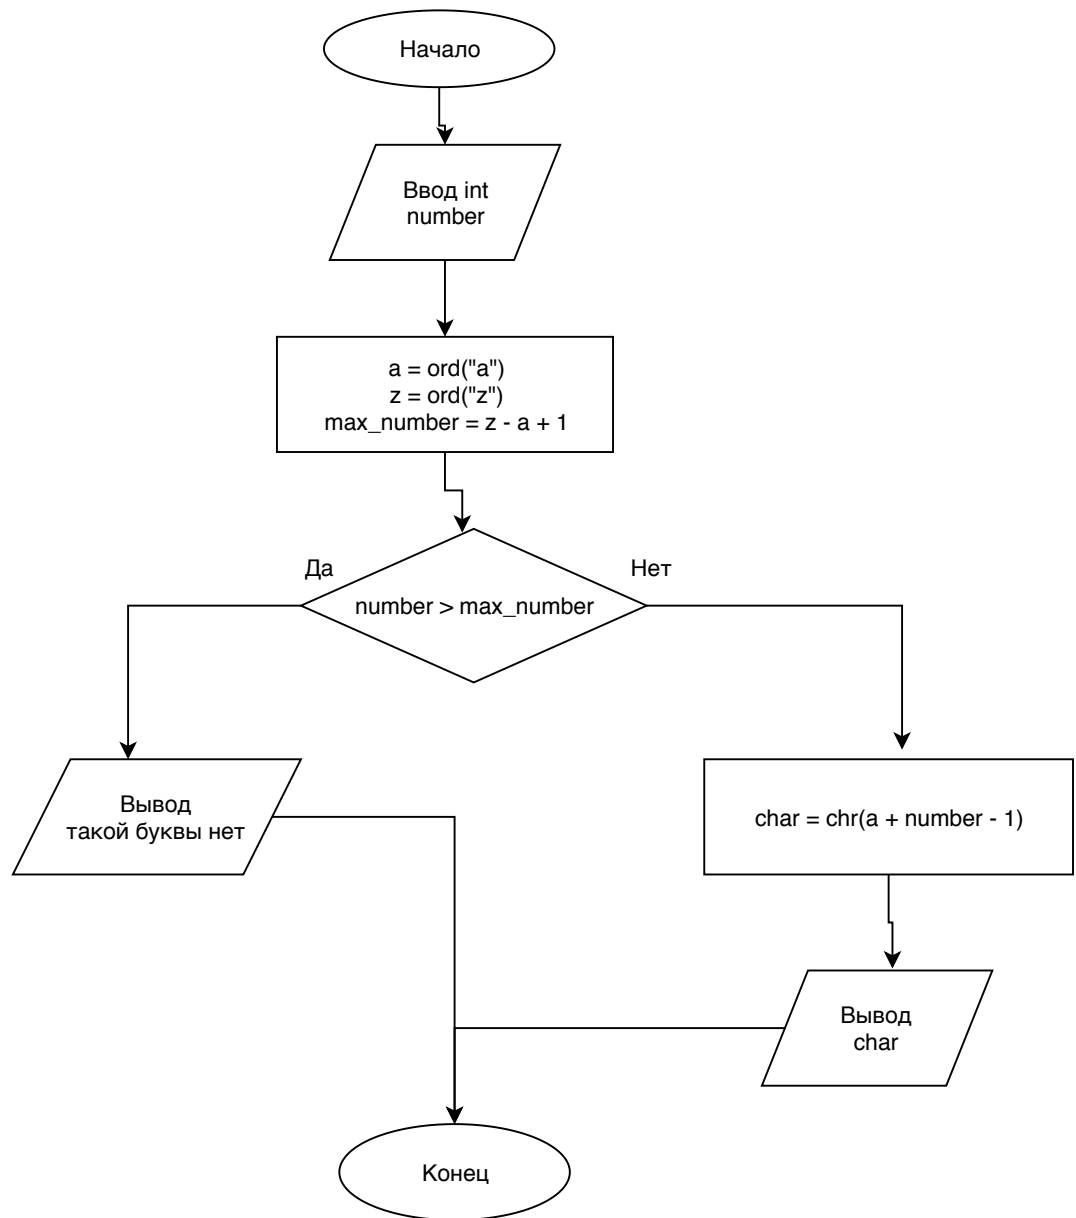 Начало
Ввод int
number
a = ord("a")
z = ord("z")
max_number = z - a + 1
Да
Нет
number > max_number
Вывод
такой буквы нет
char = chr(a + number - 1)
Вывод
char
Конец